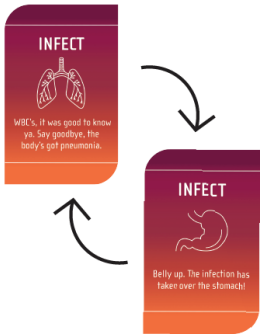 INFECT
WBC's, it was good to know
ya. Say goodbye, the
body's got pneumonia.
INFECT
Belly up. The infection has
taken over the stomach!